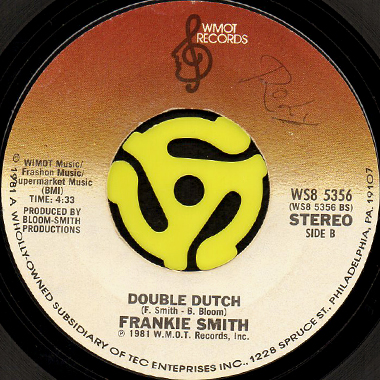 WMOT
RECORDS
WIMOT Music/
Frashon Music/
Supermarket Music
(BMI)
TIME: 4:33
PRODUCED BY
BLOOM-SMITH
PRODUCTIONS
WS8 5356
(WS8 5356 BS)
STEREO
SIDE B
DOUBLE DUTCH
(F. Smith - B. Bloom)
FRANKIE SMITH
℗ 1981 W.M.O.T. Records, Inc.
© 1981 A WHOLLY-OWNED SUBSIDIARY OF TEC ENTERPISES INC., 1228 SPRUCE ST. PHILADELPHIA, PA. 19107